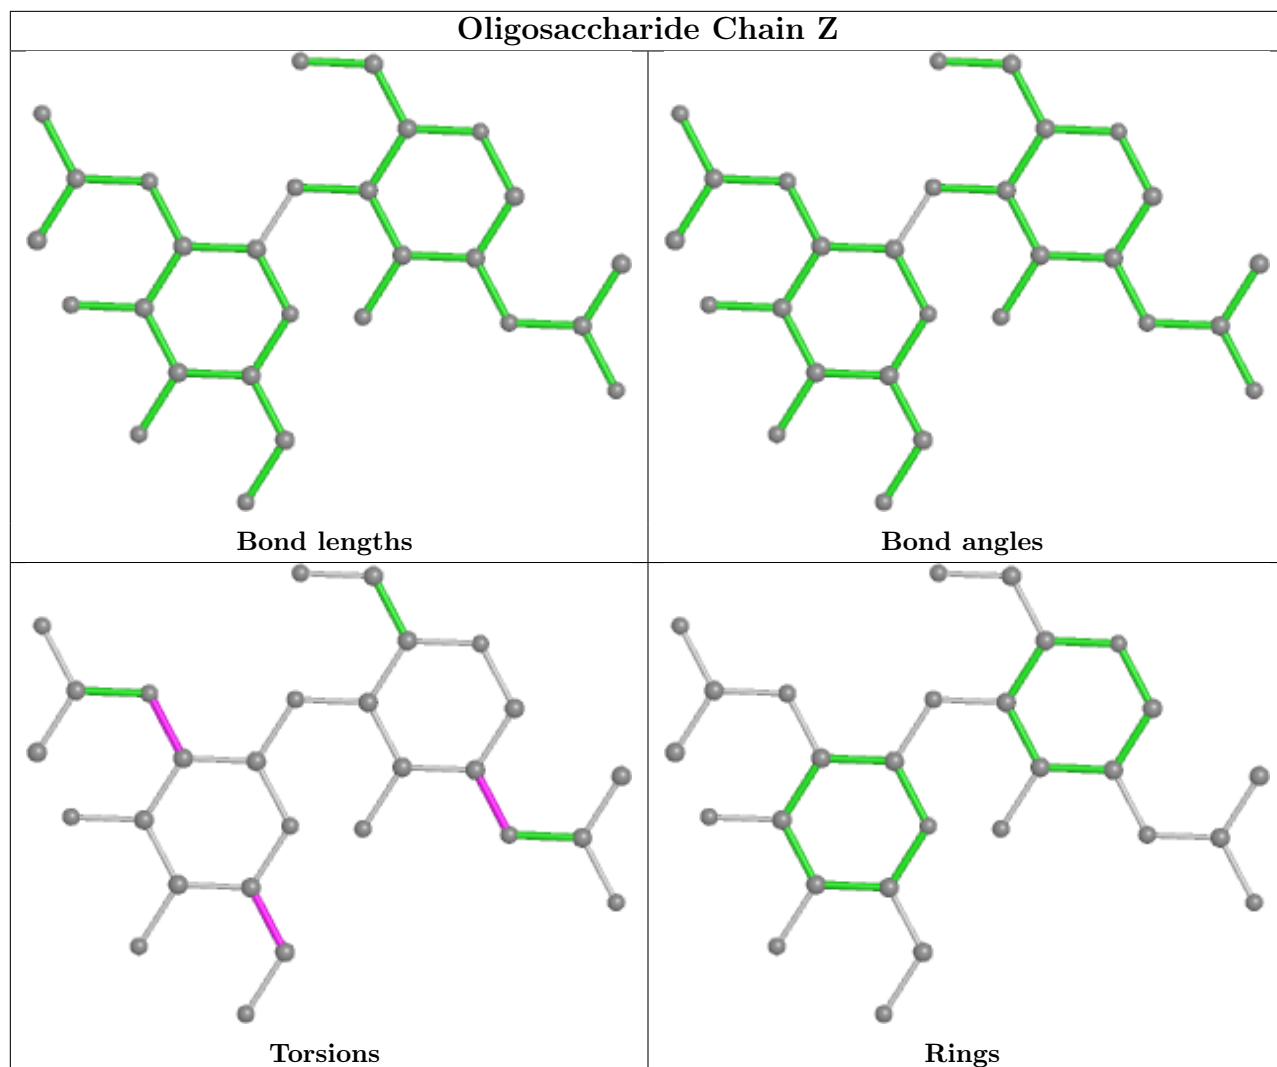 Oligosaccharide Chain Z
Bond lengths
Bond angles
Torsions
Rings